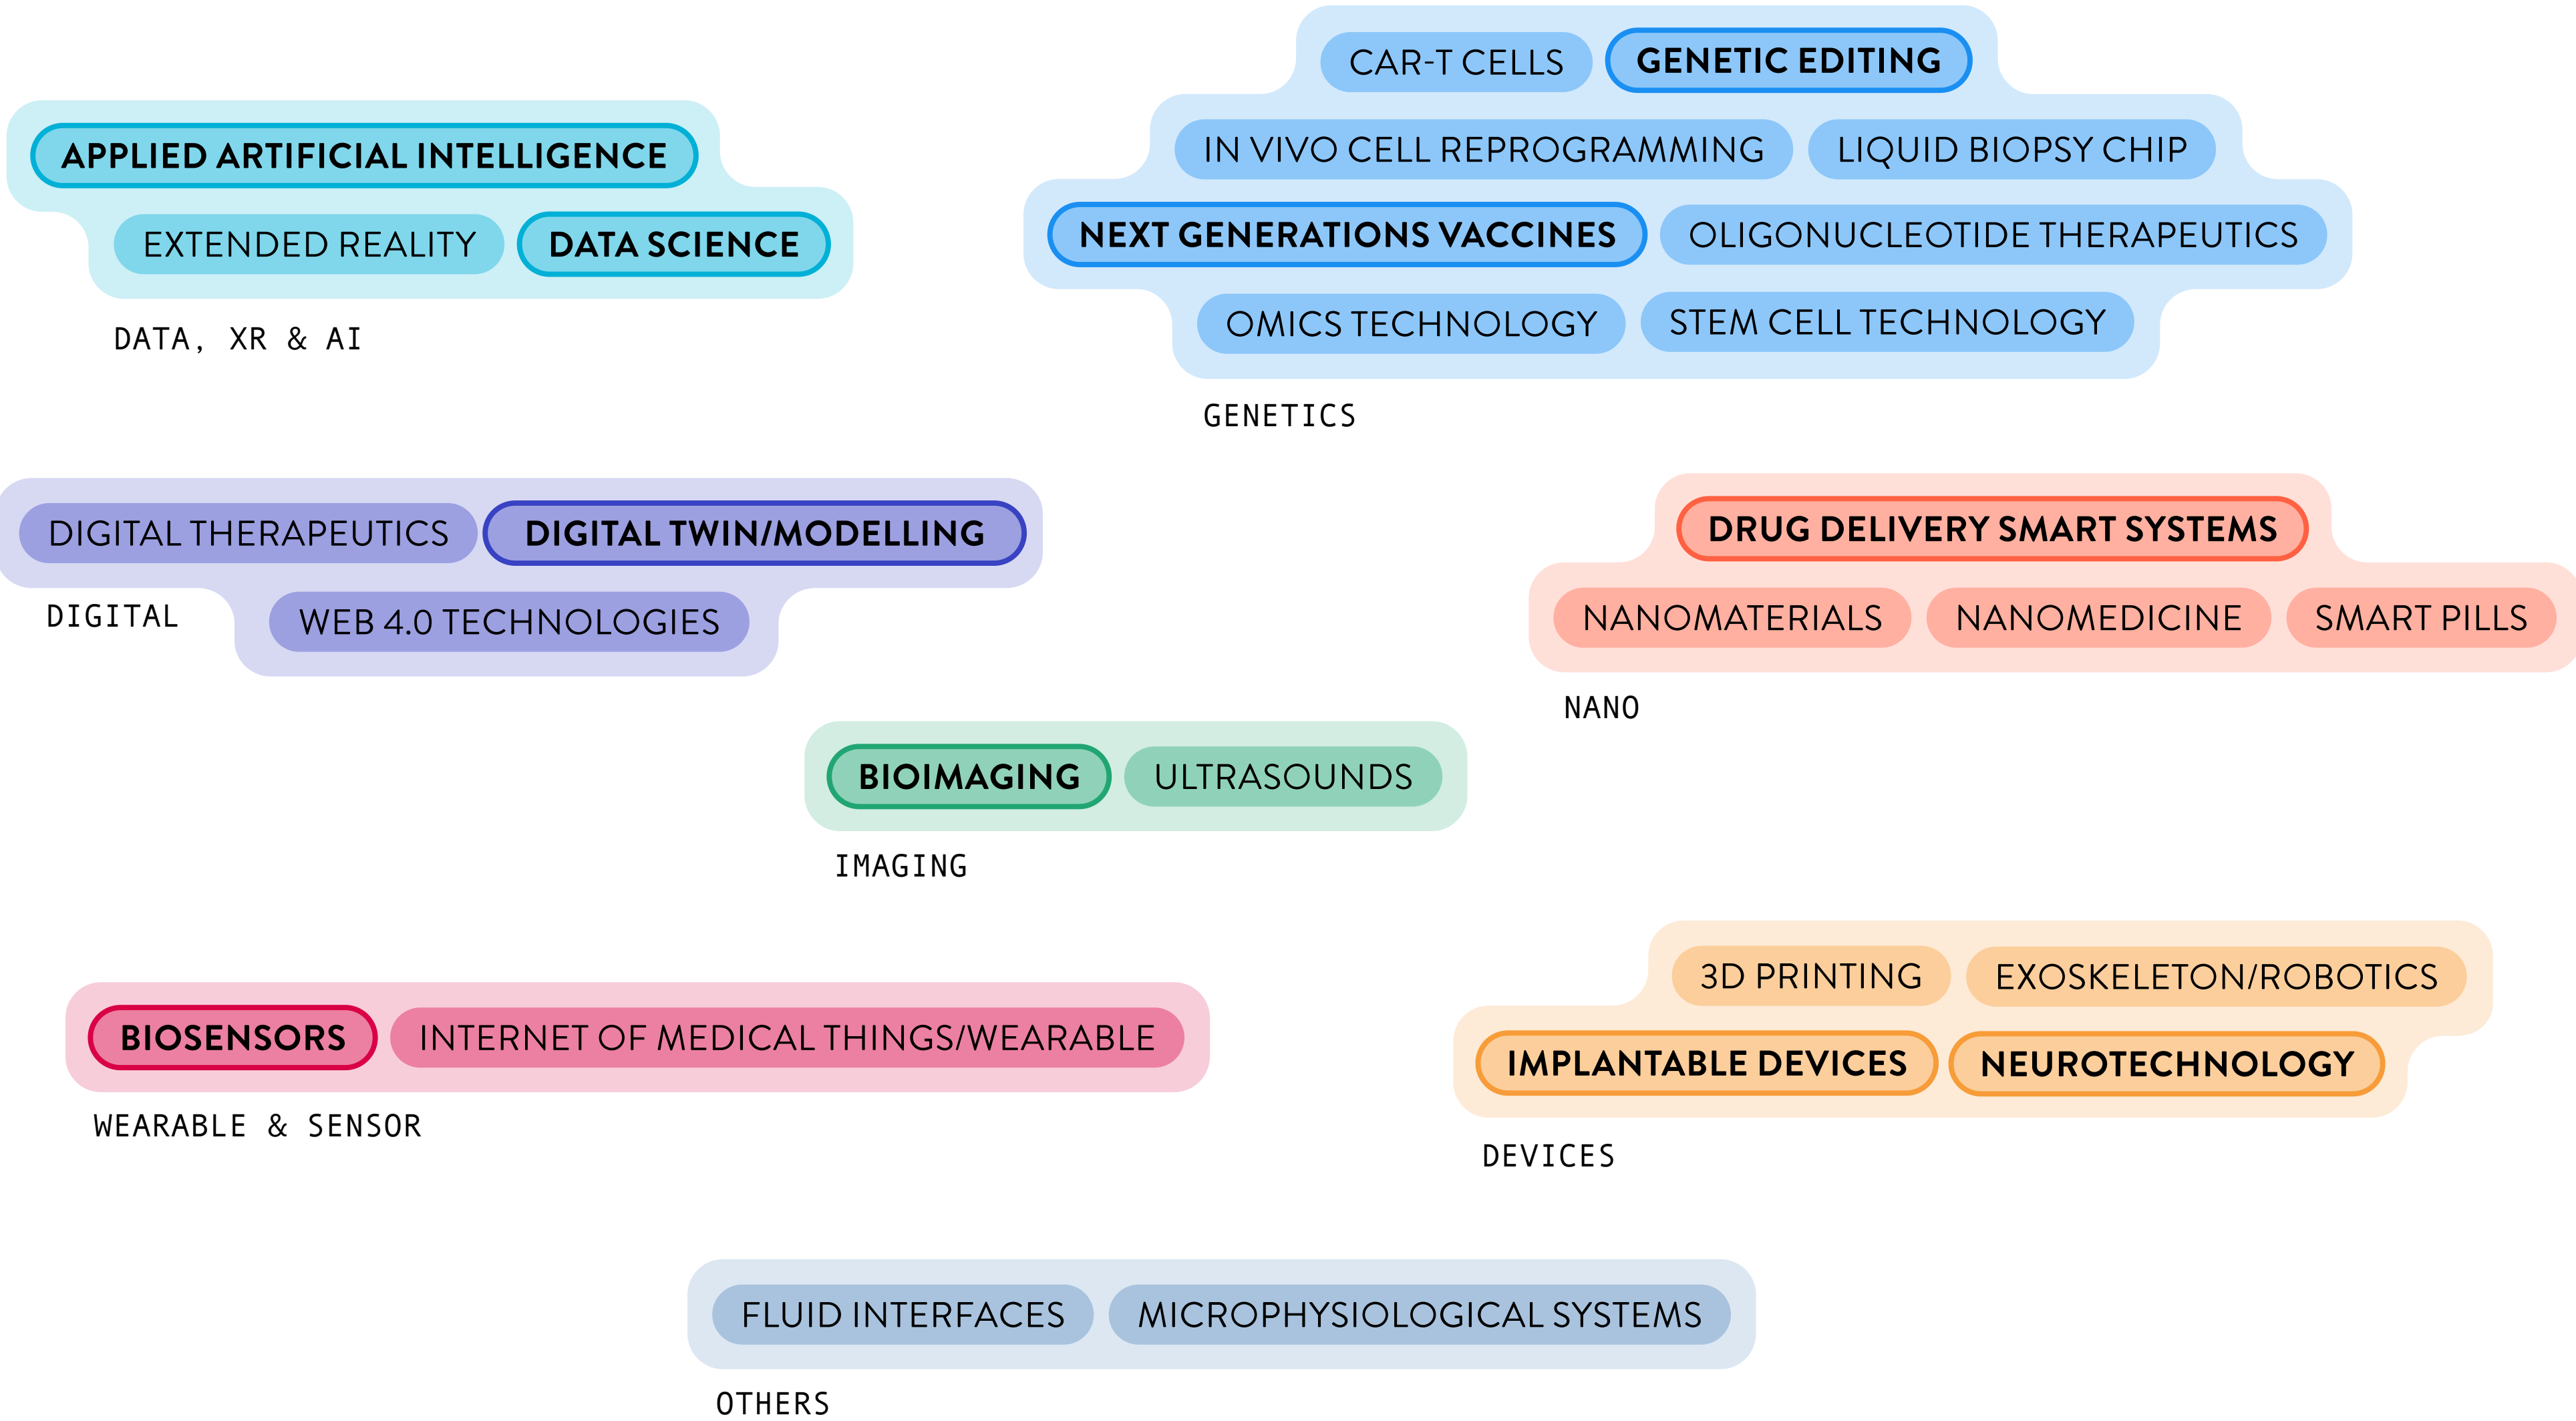 APPLIED ARTIFICIAL INTELLIGENCE
EXTENDED REALITY DATA SCIENCE
DATA, XR & AI
CAR-T CELLS GENETIC EDITING
IN VIVO CELL REPROGRAMMING LIQUID BIOPSY CHIP
NEXT GENERATIONS VACCINES OLIGONUCLEOTIDE THERAPEUTICS
OMICS TECHNOLOGY STEM CELL TECHNOLOGY
GENETICS
DIGITAL THERAPEUTICS DIGITAL TWIN/MODELLING
WEB 4.0 TECHNOLOGIES
DIGITAL
DRUG DELIVERY SMART SYSTEMS
NANOMATERIALS NANOMEDICINE SMART PILLS
NANO
BIOIMAGING ULTRASOUNDS
IMAGING
BIOSENSORS INTERNET OF MEDICAL THINGS/WEARABLE
WEARABLE & SENSOR
3D PRINTING EXOSKELETON/ROBOTICS
IMPLANTABLE DEVICES NEUROTECHNOLOGY
DEVICES
FLUID INTERFACES MICROPHYSIOLOGICAL SYSTEMS
OTHERS